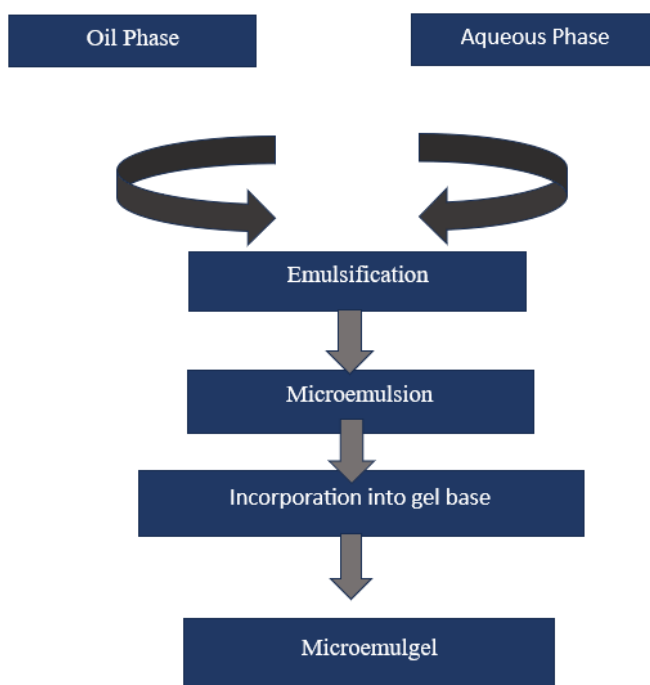 Oil Phase
Aqueous Phase
Emulsification
Microemulsion
Incorporation into gel base
Microemulgel